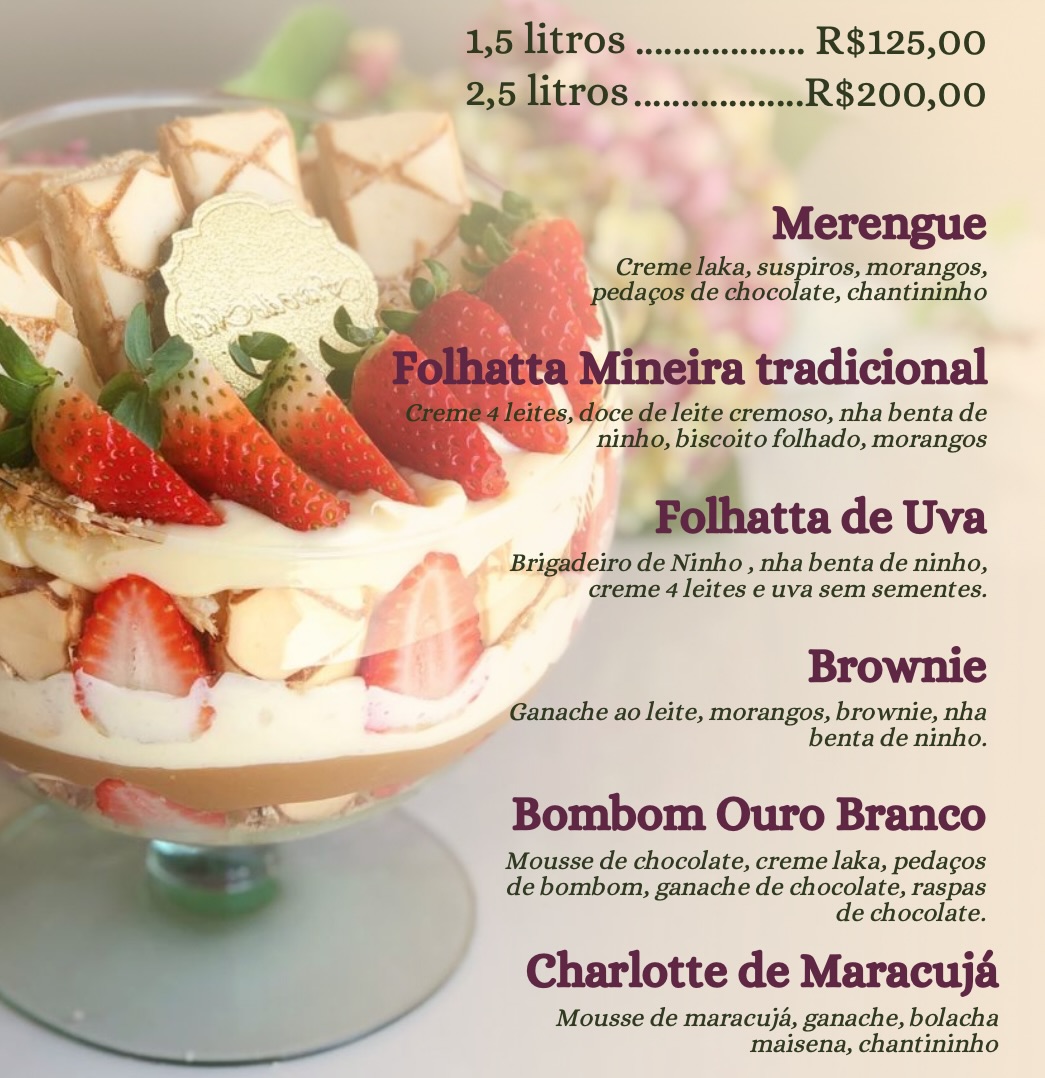 1,5 litros .................. R$125,00
2,5 litros..................R$200,00
Merengue
Creme laka, suspiros, morangos,
pedaços de chocolate, chantininho
Folhatta Mineira tradicional
Creme 4 leites, doce de leite cremoso, nha benta de
ninho, biscoito folhado, morangos
Folhatta de Uva
Brigadeiro de Ninho , nha benta de ninho,
creme 4 leites e uva sem sementes.
Brownie
Ganache ao leite, morangos, brownie, nha
benta de ninho.
Bombom Ouro Branco
Mousse de chocolate, creme laka, pedaços
de bombom, ganache de chocolate, raspas
de chocolate.
Charlotte de Maracujá
Mousse de maracujá, ganache, bolacha
maisena, chantininho